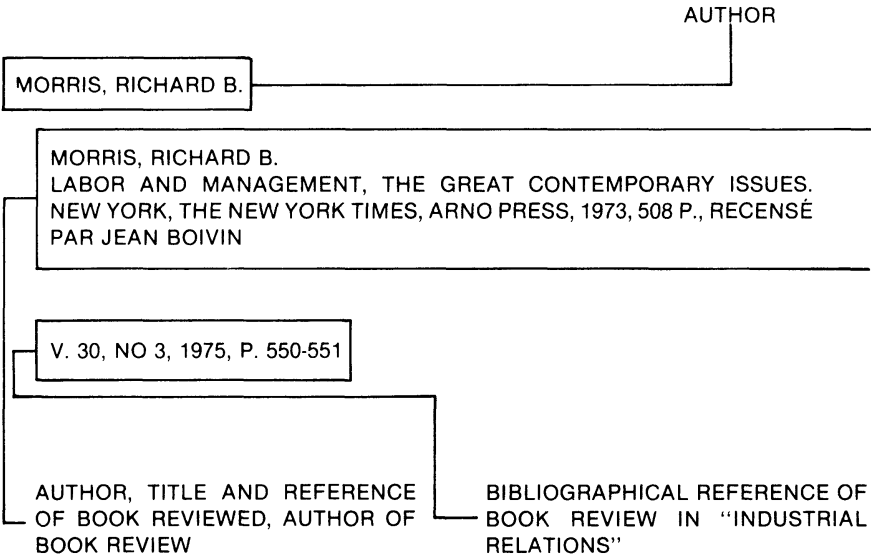 AUTHOR
MORRIS, RICHARD B.
MORRIS, RICHARD B.
LABOR AND MANAGEMENT, THE GREAT CONTEMPORARY ISSUES.
NEW YORK, THE NEW YORK TIMES, ARNO PRESS, 1973, 508 P., RECENSÉ
PAR JEAN BOIVIN
V. 30, NO 3, 1975, P. 550-551
AUTHOR, TITLE AND REFERENCE
OF BOOK REVIEWED, AUTHOR OF
BOOK REVIEW
BIBLIOGRAPHICAL REFERENCE OF
BOOK REVIEW IN "INDUSTRIAL
RELATIONS"